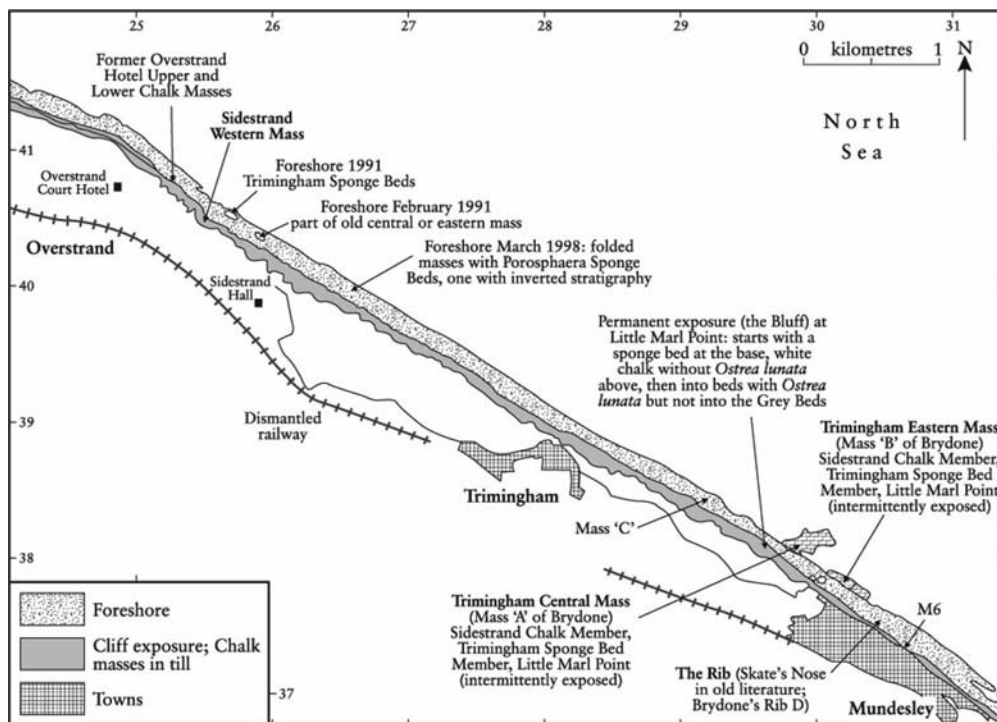 25
26
27
28
29
30
31
0 kilometres 1
N
Former Overstrand
Hotel Upper and
Lower Chalk Masses
Sidestrand
Western Mass
North
Sea
41
Overstrand
Court Hotel
Foreshore 1991
Trimingham Sponge Beds
Foreshore February 1991
part of old central or eastern mass
Overstrand
Foreshore March 1998: folded
masses with Porosphaera Sponge
Beds, one with inverted stratigraphy
40
Sidestrand
Hall
Permanent exposure (the Bluff) at
Little Marl Point: starts with a
sponge bed at the base, white
chalk without Ostrea lunata
above, then into beds with Ostrea
lunata but not into the Grey Beds
39
Dismantled
railway
Trimingham Eastern Mass
(Mass ‘B’ of Brydone)
Sidestrand Chalk Member,
Trimingham Sponge Bed
Member, Little Marl Point
(intermittently exposed)
Trimingham
Mass ‘C’
38
Trimingham Central Mass
(Mass ‘A’ of Brydone)
Sidestrand Chalk Member,
Trimingham Sponge Bed
Member, Little Marl Point
(intermittently exposed)
M6
Foreshore
Cliff exposure; Chalk
masses in till
Towns
37
The Rib (Skate’s Nose
in old literature;
Brydone’s Rib D)
Mundesley
25
26
27
28
29
30
31